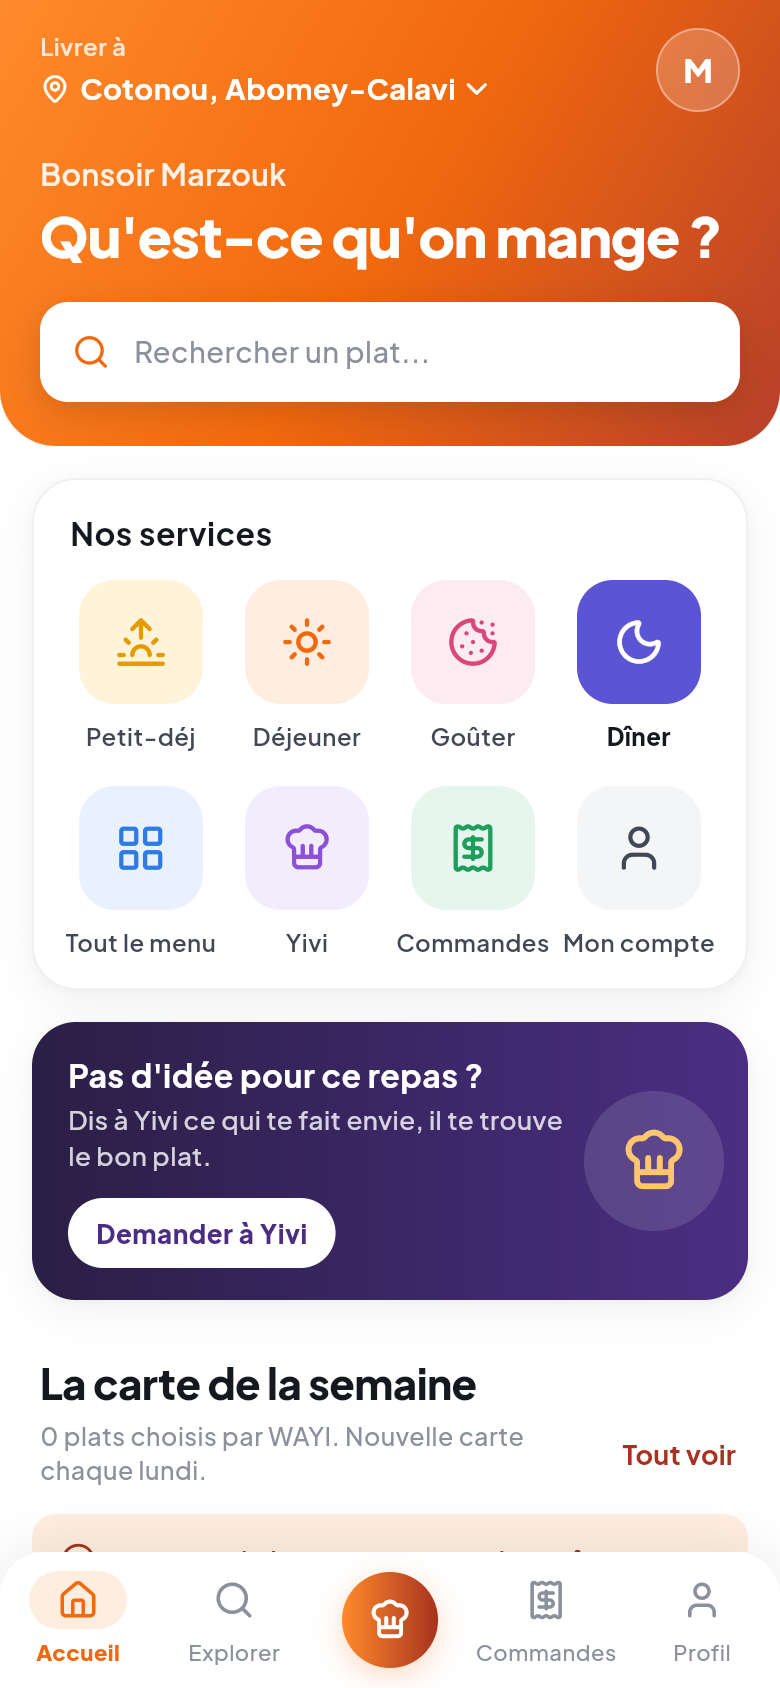 Livrer à
Cotonou, Abomey-Calavi
M
Bonsoir Marzouk
Qu'est-ce qu'on mange ?
Rechercher un plat...
Nos services
Petit-déj
Déjeuner
Goûter
Dîner
Tout le menu
Yivi
Commandes
Mon compte
Pas d'idée pour ce repas ?
Dis à Yivi ce qui te fait envie, il te trouve
le bon plat.
Demander à Yivi
La carte de la semaine
0 plats choisis par WAYI. Nouvelle carte
chaque lundi.
Tout voir
Accueil
Explorer
Commandes
Profil